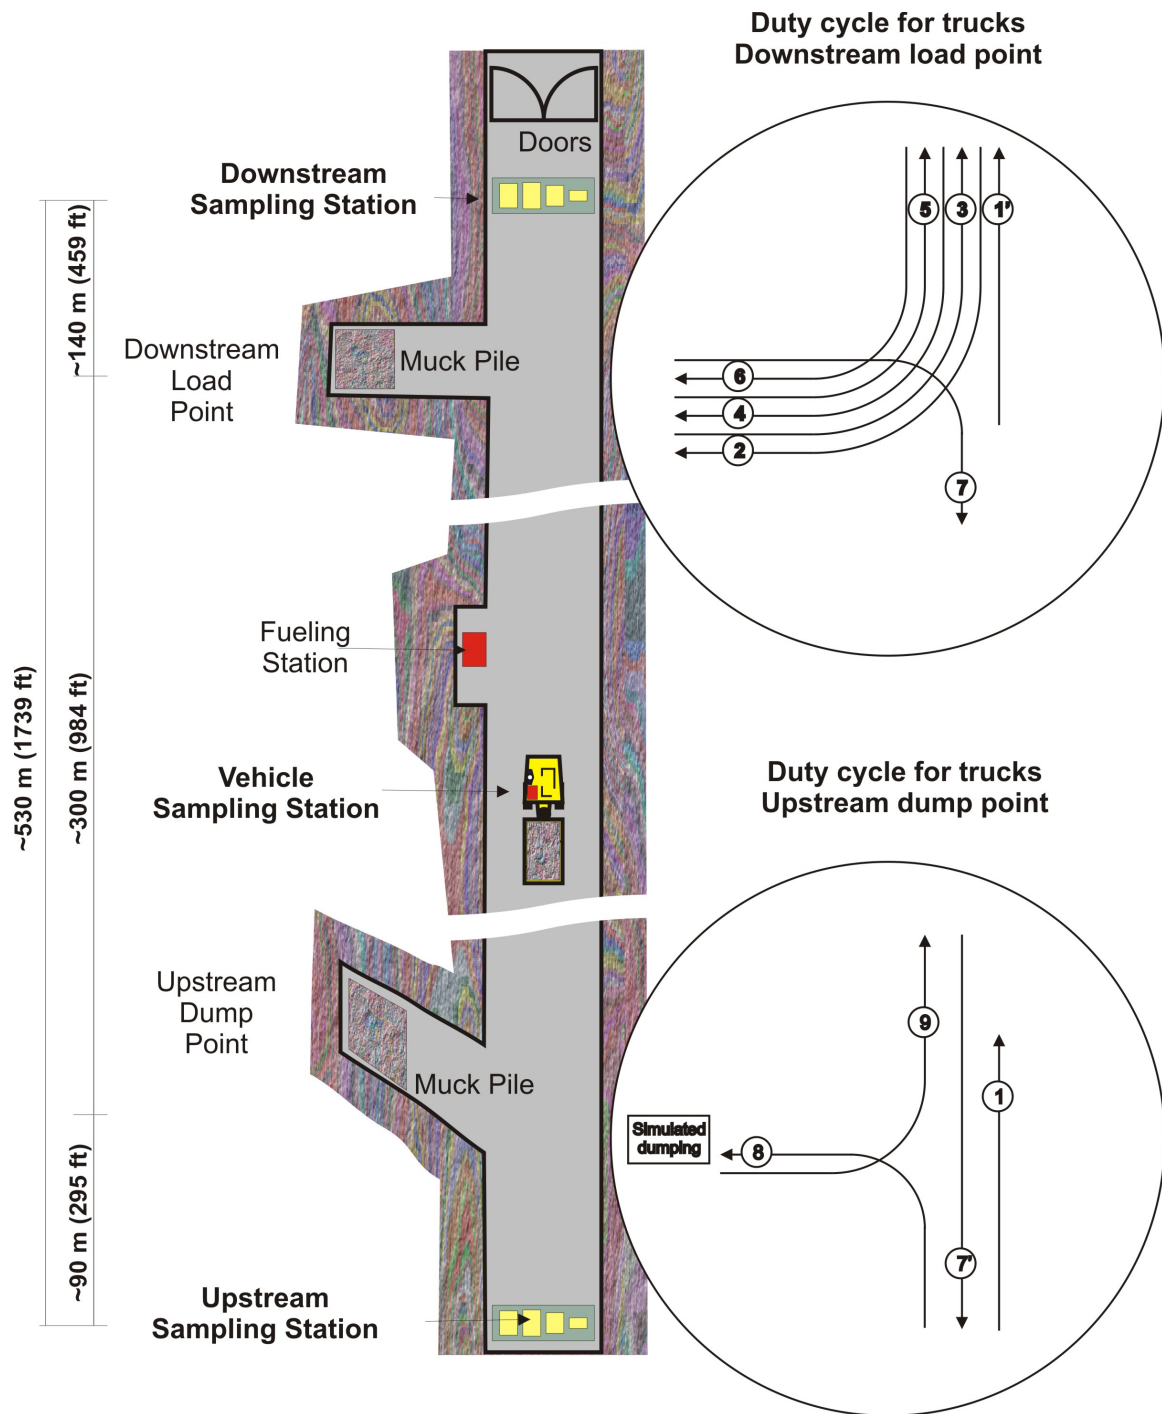 Duty cycle for trucks
Downstream load point
Doors
Downstream
Sampling Station
5
3
1'
~140 m (459 ft)
Downstream
Load
Point
Muck Pile
6
4
2
7
Fueling
Station
~530 m (1739 ft)
~300 m (984 ft)
Vehicle
Sampling Station
Duty cycle for trucks
Upstream dump point
Upstream
Dump
Point
Muck Pile
9
1
Simulated
dumping
8
7'
~90 m (295 ft)
Upstream
Sampling Station